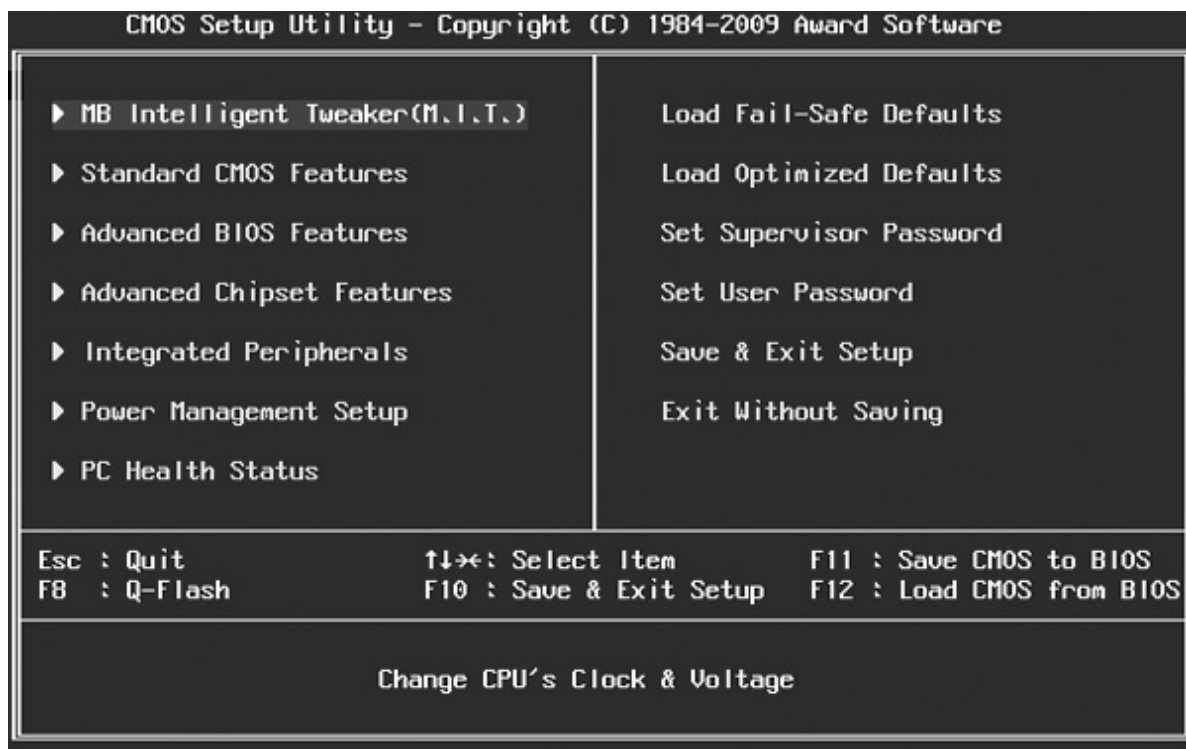 CMOS Setup Utility - Copyright (C) 1984-2009 Award Software
MB Intelligent Tweaker(M.I.T.)
Standard CMOS Features
Advanced BIOS Features
Advanced Chipset Features
Integrated Peripherals
Power Management Setup
PC Health Status
Load Fail-Safe Defaults
Load Optimized Defaults
Set Supervisor Password
Set User Password
Save & Exit Setup
Exit Without Saving
Esc : Quit
F8 : Q-Flash
↑↓→←: Select Item
F10 : Save & Exit Setup
F11 : Save CMOS to BIOS
F12 : Load CMOS from BIOS
Change CPU's Clock & Voltage